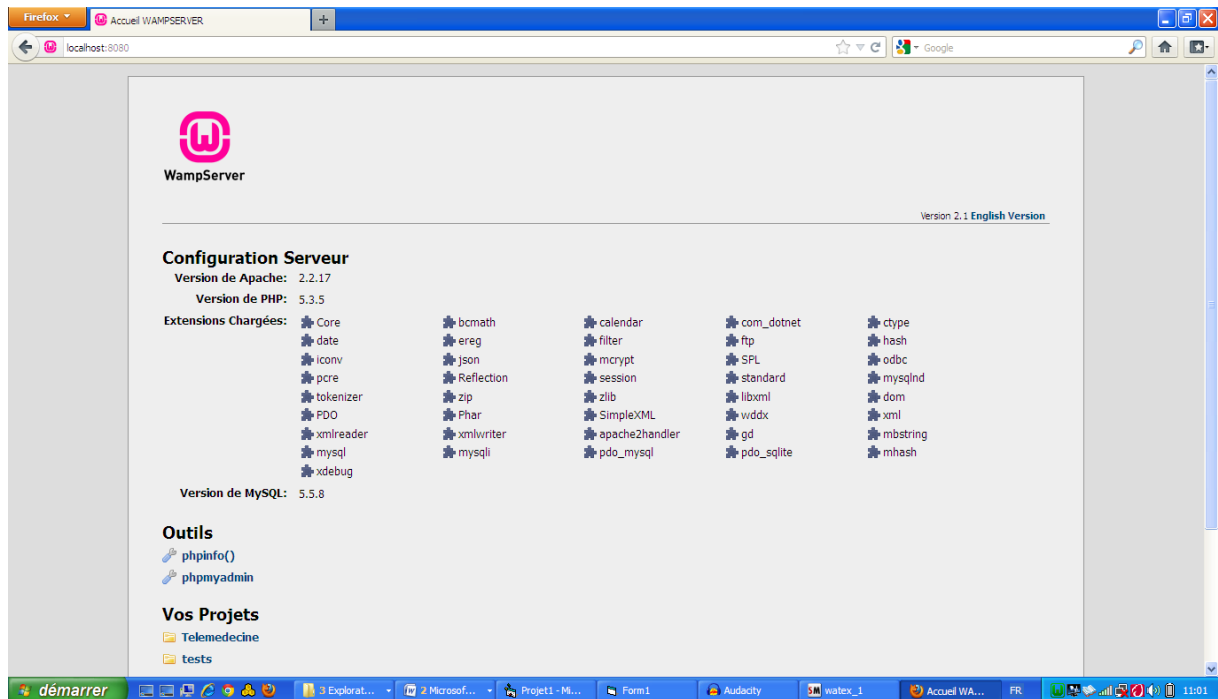 Firefox
Accueil WAMPSERVER
localhost:8080
Google
WampServer
Version 2.1 English Version
Configuration Serveur
Version de Apache: 2.2.17
Version de PHP: 5.3.5
Extensions Chargées: Core bcmath calendar com_dotnet ctype
date ereg filter ftp hash
iconv json mcrypt SPL odbc
pcre Reflection session standard mysqlnd
tokenizer zip zlib libxml dom
PDO Phar SimpleXML wddx xml
xmlreader xmlwriter apache2handler gd mbstring
mysql mysqli pdo_mysql pdo_sqlite mhash
xdebug
Version de MySQL: 5.5.8
Outils
phpinfo()
phpmyadmin
Vos Projets
Telemedecine
tests
démarrer 3 Explorat... 2 Microsof... Projet1 - Mi... Form1 Audacity SM watex_1 Accueil WA... FR 11:01